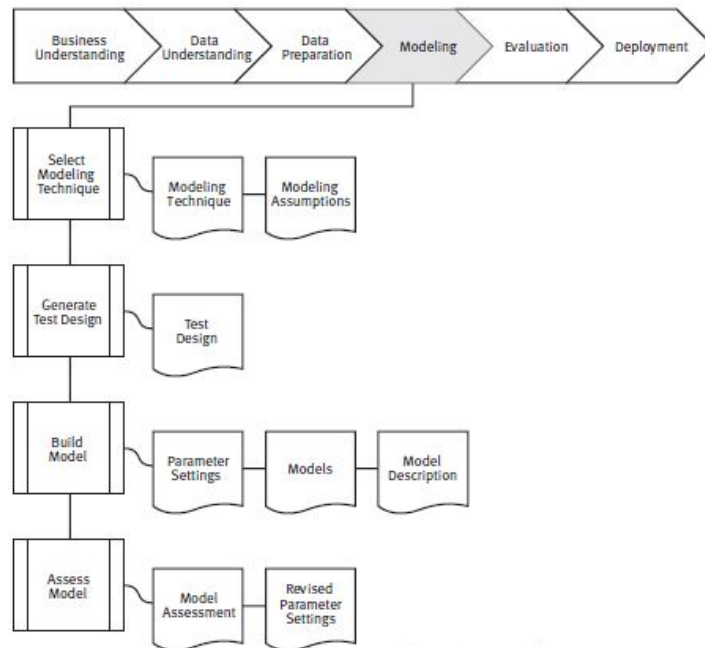 Business
Understanding
Data
Understanding
Data
Preparation
Modeling
Evaluation
Deployment
Select
Modeling
Technique
Modeling
Technique
Modeling
Assumptions
Generate
Test Design
Test
Design
Build
Model
Parameter
Settings
Models
Model
Description
Assess
Model
Model
Assessment
Revised
Parameter
Settings